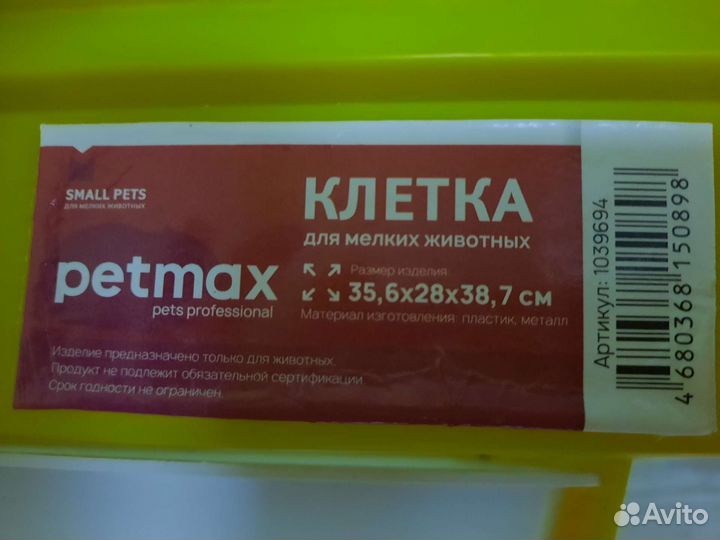 SMALL PETS
ДЛЯ МЕЛКИХ ЖИВОТНЫХ
petmax
pets professional
КЛЕТКА
для мелких животных
Размер изделия:
35,6х28х38,7 см
Материал изготовления: пластик, металл
Изделие предназначено только для животных.
Продукт не подлежит обязательной сертификации.
Срок годности не ограничен.
Артикул: 1039694
4 680368 150898
Avito